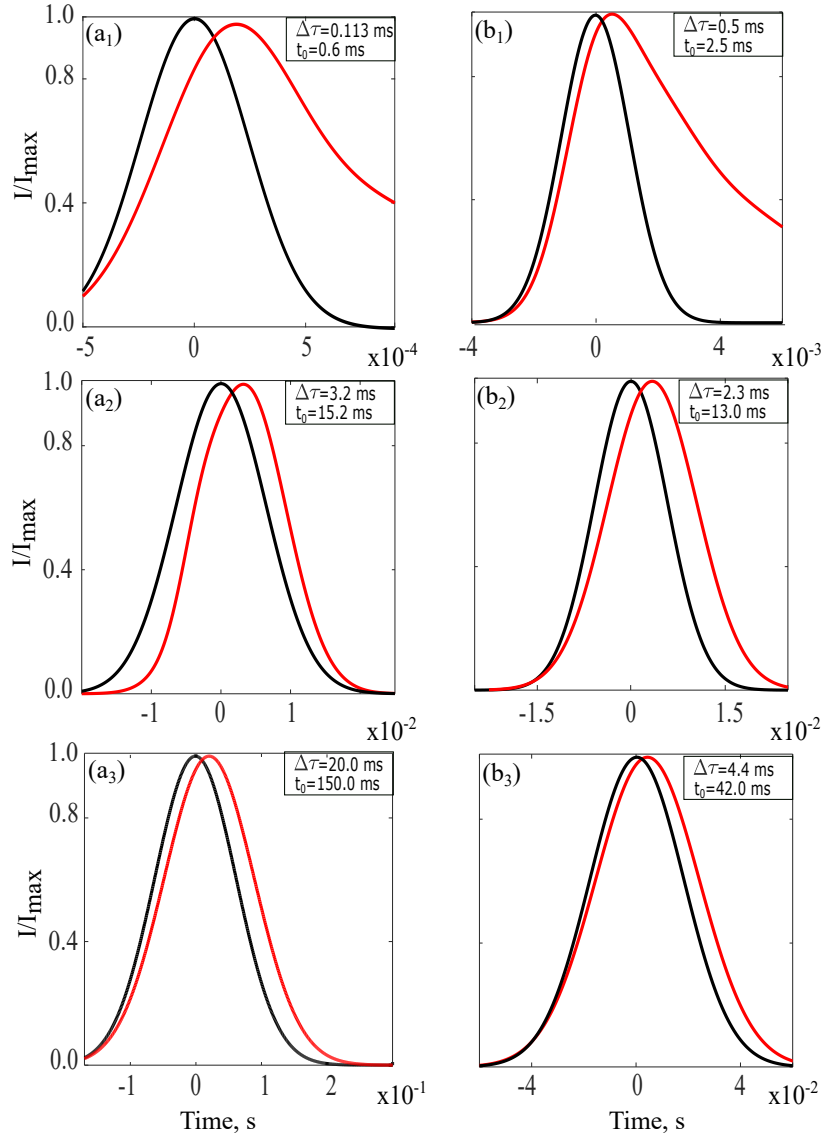 (a₁)
Δτ=0.113 ms
t₀=0.6 ms
I/Imax
1.0
0.8
0.4
0.0
-5
0
5
x10⁻⁴
(b₁)
Δτ=0.5 ms
t₀=2.5 ms
-4
0
4
x10⁻³
(a₂)
Δτ=3.2 ms
t₀=15.2 ms
I/Imax
1.0
0.8
0.4
0.0
-1
0
1
x10⁻²
(b₂)
Δτ=2.3 ms
t₀=13.0 ms
-1.5
0
1.5
x10⁻²
(a₃)
Δτ=20.0 ms
t₀=150.0 ms
I/Imax
1.0
0.8
0.4
0.0
-1
0
1
2
x10⁻¹
Time, s
(b₃)
Δτ=4.4 ms
t₀=42.0 ms
-4
0
4
x10⁻²
Time, s